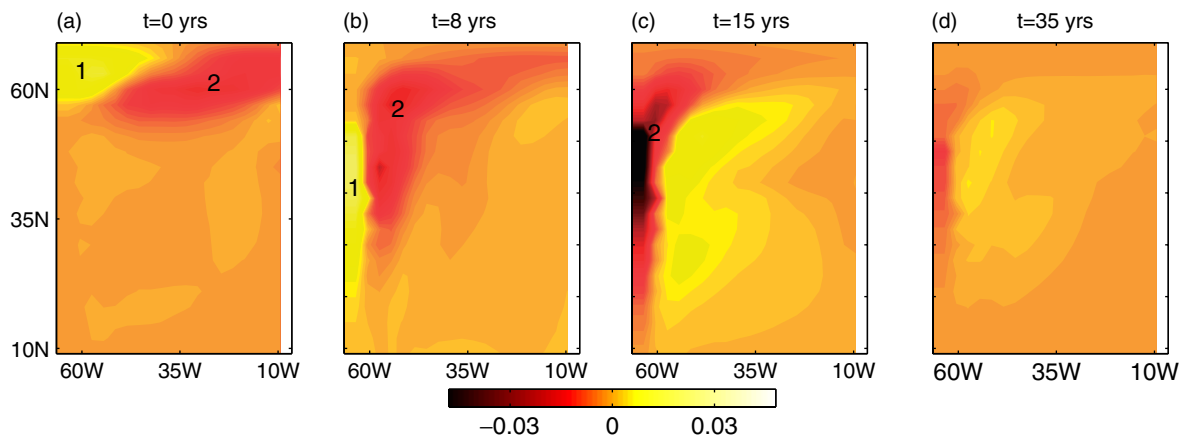 (a) t=0 yrs (b) t=8 yrs (c) t=15 yrs (d) t=35 yrs
1 2
60N
2
2
1
35N
10N
60W 35W 10W 60W 35W 10W 60W 35W 10W 60W 35W 10W
−0.03 0 0.03